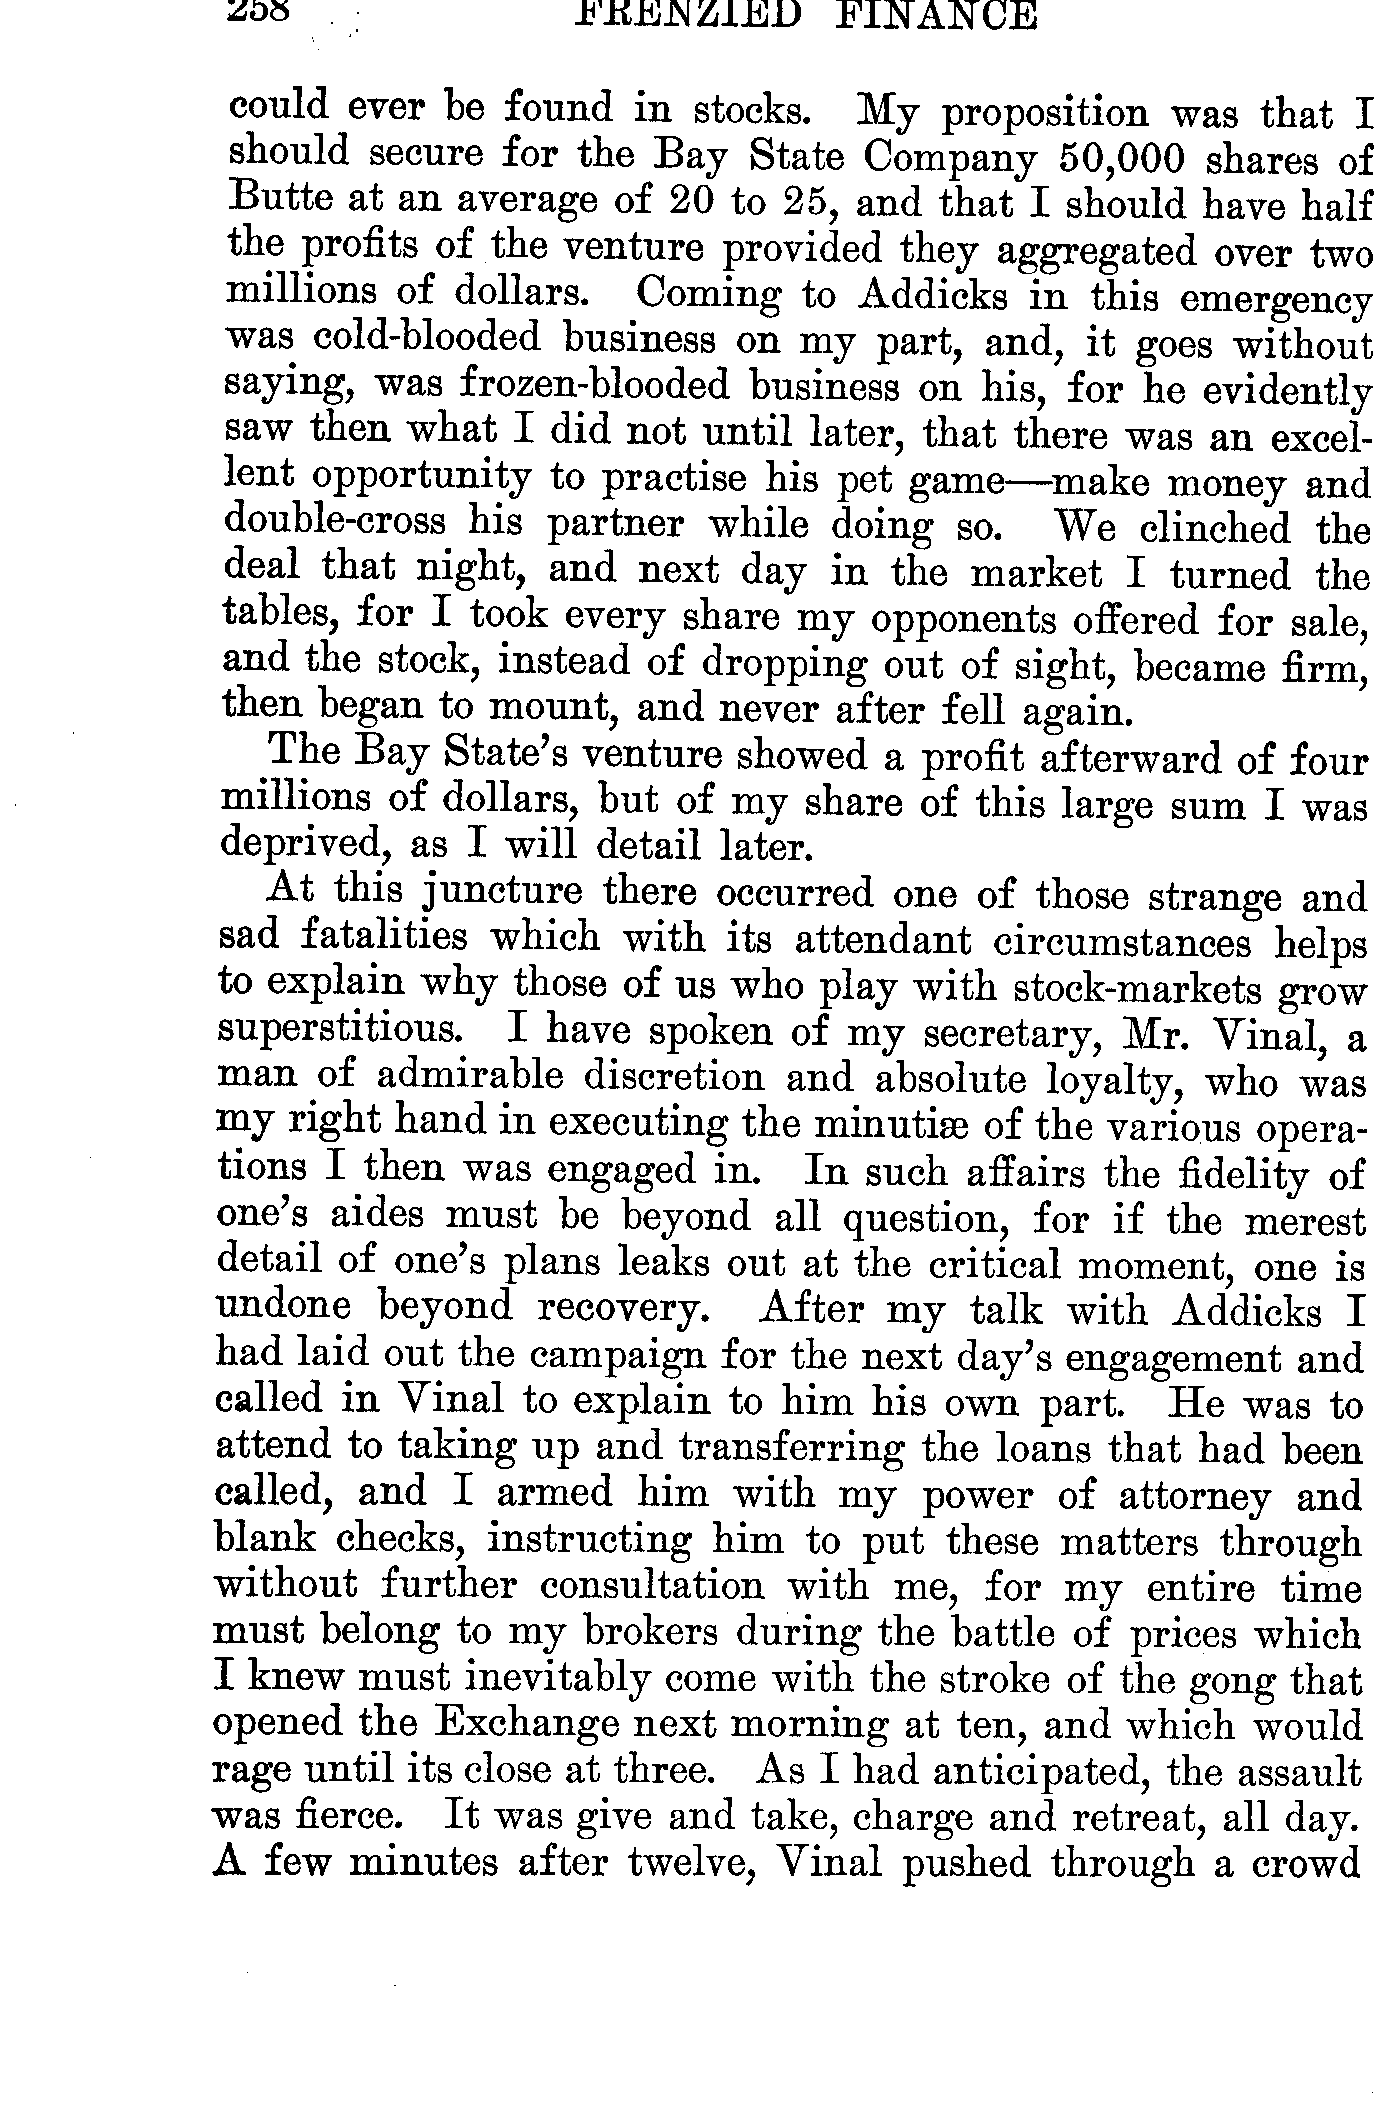 258 FRENZIED FINANCE
could ever be found in stocks. My proposition was that I
should secure for the Bay State Company 50,000 shares of
Butte at an average of 20 to 25, and that I should have half
the profits of the venture provided they aggregated over two
millions of dollars. Coming to Addicks in this emergency
was cold-blooded business on my part, and, it goes without
saying, was frozen-blooded business on his, for he evidently
saw then what I did not until later, that there was an excel-
lent opportunity to practise his pet game—make money and
double-cross his partner while doing so. We clinched the
deal that night, and next day in the market I turned the
tables, for I took every share my opponents offered for sale,
and the stock, instead of dropping out of sight, became firm,
then began to mount, and never after fell again.
The Bay State's venture showed a profit afterward of four
millions of dollars, but of my share of this large sum I was
deprived, as I will detail later.
At this juncture there occurred one of those strange and
sad fatalities which with its attendant circumstances helps
to explain why those of us who play with stock-markets grow
superstitious. I have spoken of my secretary, Mr. Vinal, a
man of admirable discretion and absolute loyalty, who was
my right hand in executing the minutiæ of the various opera-
tions I then was engaged in. In such affairs the fidelity of
one's aides must be beyond all question, for if the merest
detail of one's plans leaks out at the critical moment, one is
undone beyond recovery. After my talk with Addicks I
had laid out the campaign for the next day's engagement and
called in Vinal to explain to him his own part. He was to
attend to taking up and transferring the loans that had been
called, and I armed him with my power of attorney and
blank checks, instructing him to put these matters through
without further consultation with me, for my entire time
must belong to my brokers during the battle of prices which
I knew must inevitably come with the stroke of the gong that
opened the Exchange next morning at ten, and which would
rage until its close at three. As I had anticipated, the assault
was fierce. It was give and take, charge and retreat, all day.
A few minutes after twelve, Vinal pushed through a crowd